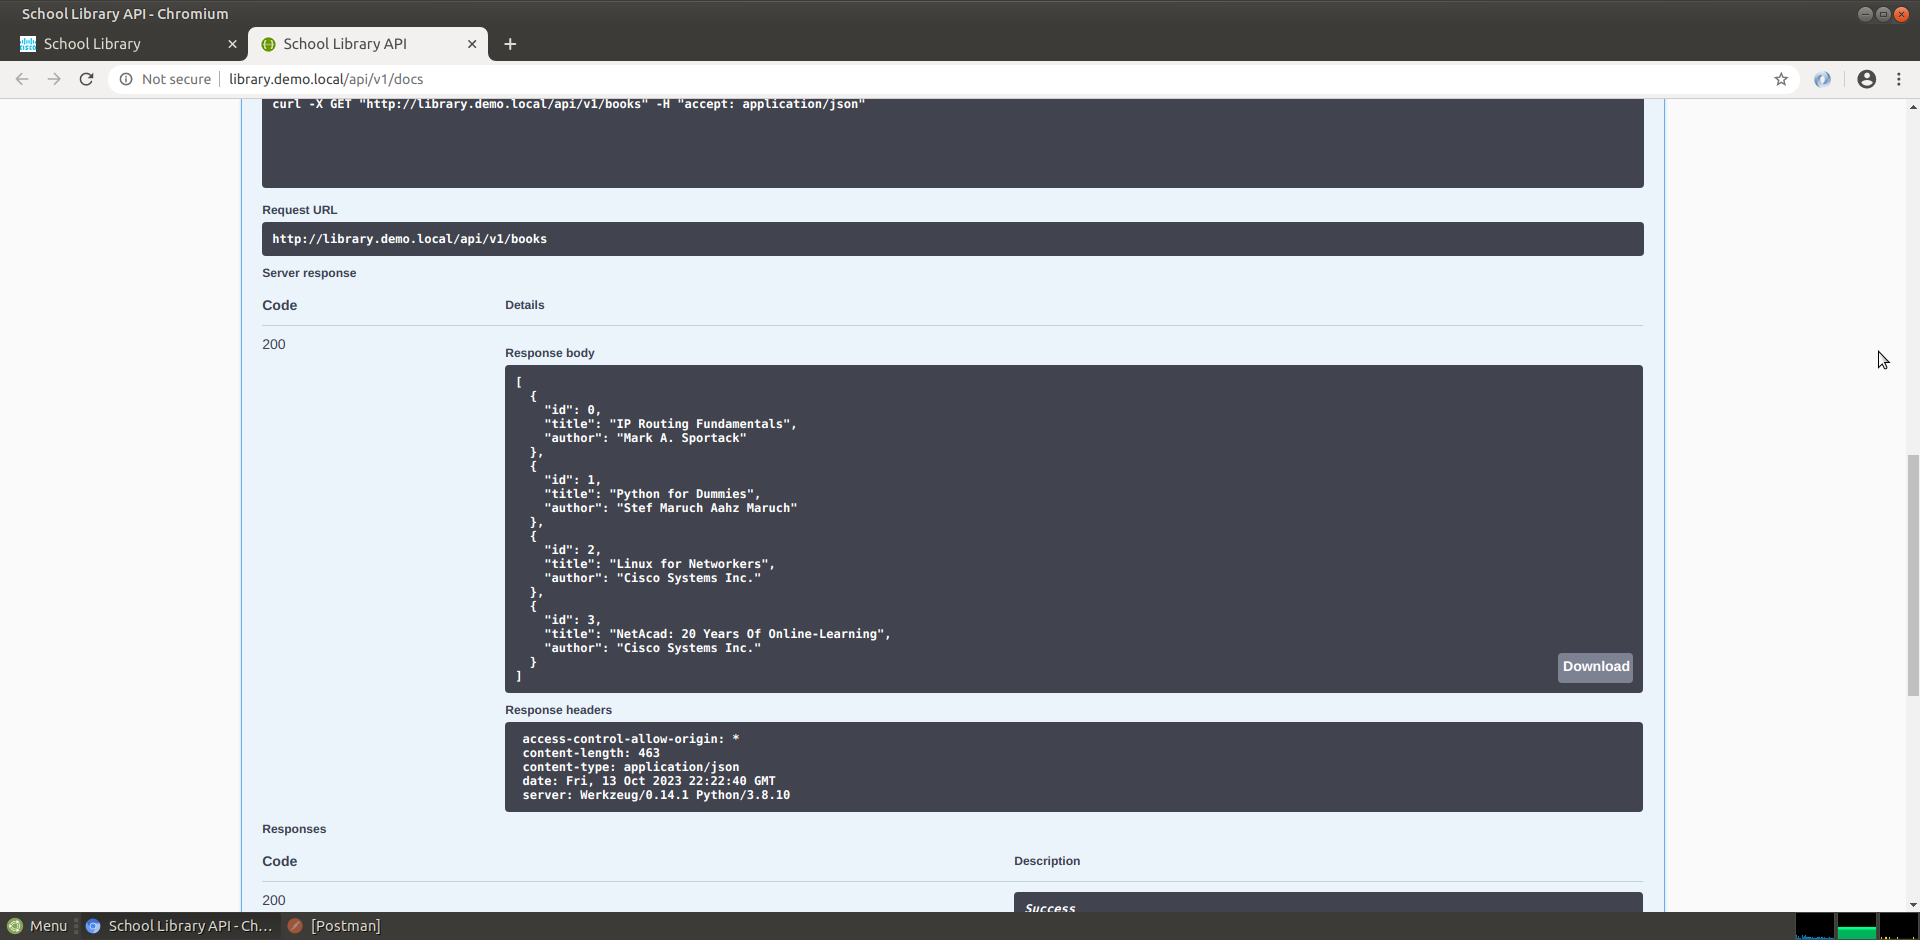 School Library API - Chromium
School Library
School Library API
Not secure
library.demo.local/api/v1/docs
curl -X GET "http://library.demo.local/api/v1/books" -H "accept: application/json"
Request URL
http://library.demo.local/api/v1/books
Server response
Code Details
200
Response body
[
{
"id": 0,
"title": "IP Routing Fundamentals",
"author": "Mark A. Sportack"
},
{
"id": 1,
"title": "Python for Dummies",
"author": "Stef Maruch Aahz Maruch"
},
{
"id": 2,
"title": "Linux for Networkers",
"author": "Cisco Systems Inc."
},
{
"id": 3,
"title": "NetAcad: 20 Years Of Online-Learning",
"author": "Cisco Systems Inc."
}
]
Download
Response headers
access-control-allow-origin: *
content-length: 463
content-type: application/json
date: Fri, 13 Oct 2023 22:22:40 GMT
server: Werkzeug/0.14.1 Python/3.8.10
Responses
Code Description
200
Success
Menu School Library API - Ch... [Postman]